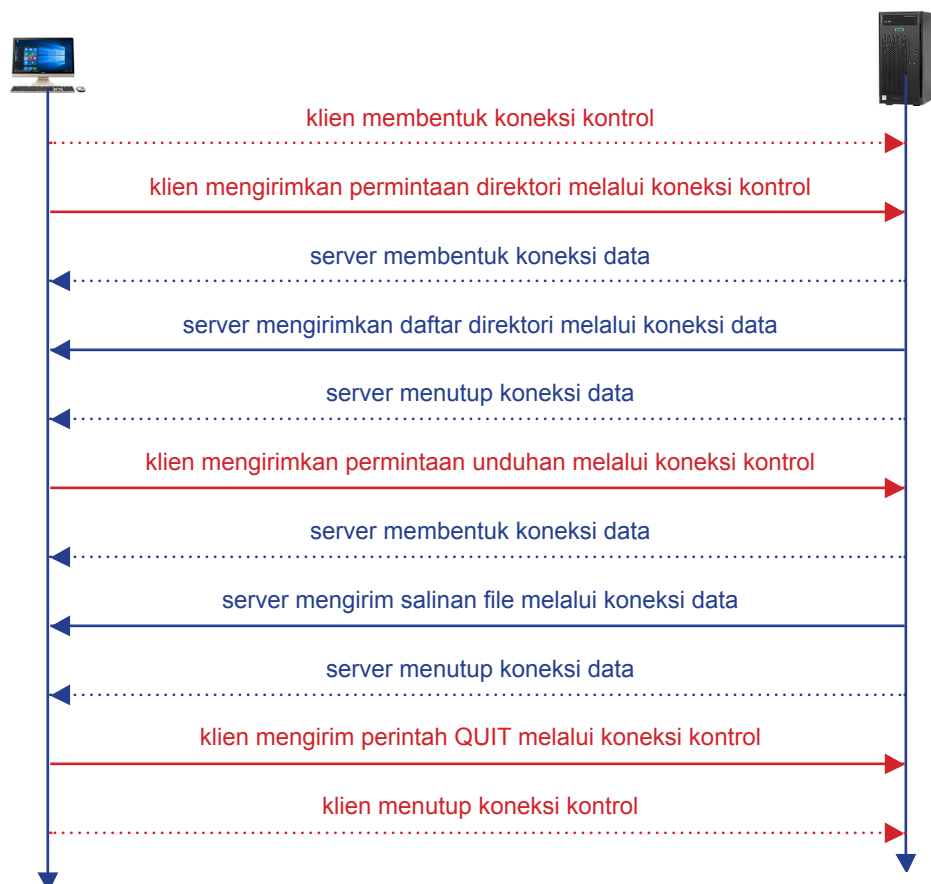 klien membentuk koneksi kontrol
klien mengirimkan permintaan direktori melalui koneksi kontrol
server membentuk koneksi data
server mengirimkan daftar direktori melalui koneksi data
server menutup koneksi data
klien mengirimkan permintaan unduhan melalui koneksi kontrol
server membentuk koneksi data
server mengirim salinan file melalui koneksi data
server menutup koneksi data
klien mengirim perintah QUIT melalui koneksi kontrol
klien menutup koneksi kontrol